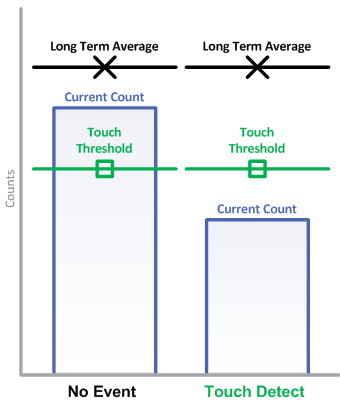 Long Term Average
Long Term Average
Current Count
Touch
Threshold
Touch
Threshold
Current Count
Counts
No Event
Touch Detect